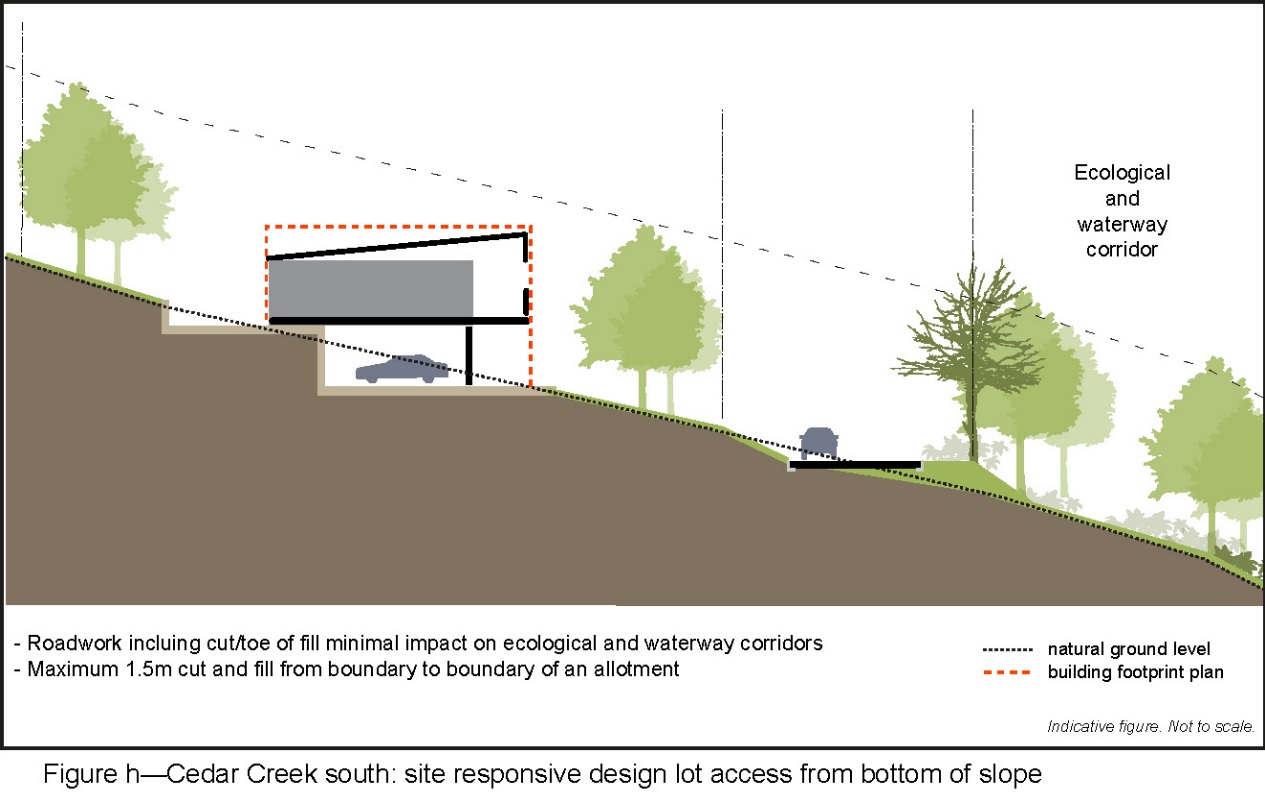 Ecological
and
waterway
corridor
- Roadwork incluing cut/toe of fill minimal impact on ecological and waterway corridors
- Maximum 1.5m cut and fill from boundary to boundary of an allotment
natural ground level
building footprint plan
Indicative figure. Not to scale.
Figure h—Cedar Creek south: site responsive design lot access from bottom of slope